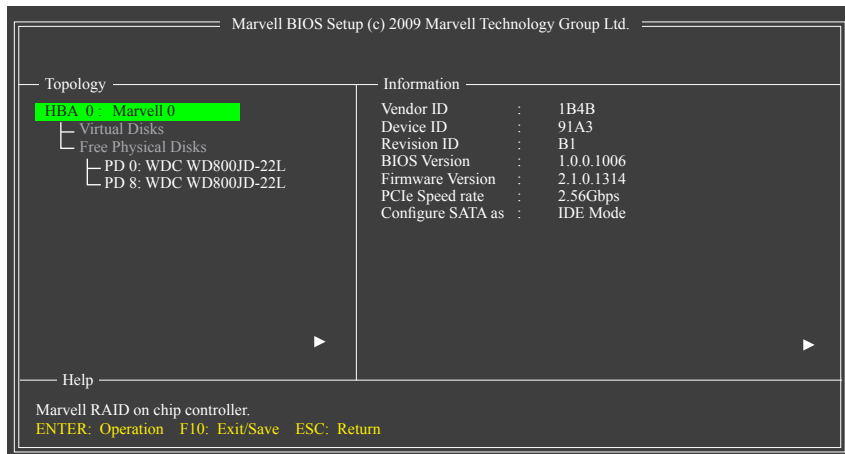 Marvell BIOS Setup (c) 2009 Marvell Technology Group Ltd.
Topology
HBA 0 : Marvell 0
Virtual Disks
Free Physical Disks
PD 0: WDC WD800JD-22L
PD 8: WDC WD800JD-22L
Information
Vendor ID : 1B4B
Device ID : 91A3
Revision ID : B1
BIOS Version : 1.0.0.1006
Firmware Version : 2.1.0.1314
PCIe Speed rate : 2.56Gbps
Configure SATA as : IDE Mode
Help
Marvell RAID on chip controller.
ENTER: Operation F10: Exit/Save ESC: Return